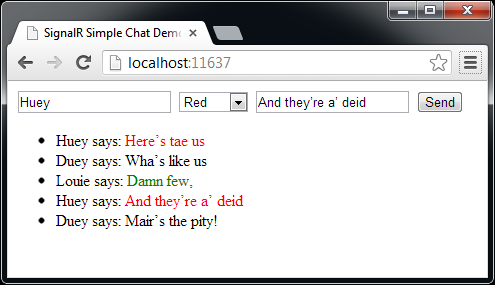 SignalR Simple Chat Demo
localhost:11637
Huey Red And they're a' deid Send
Huey says: Here's tae us
Duey says: Wha's like us
Louie says: Damn few,
Huey says: And they're a' deid
Duey says: Mair's the pity!